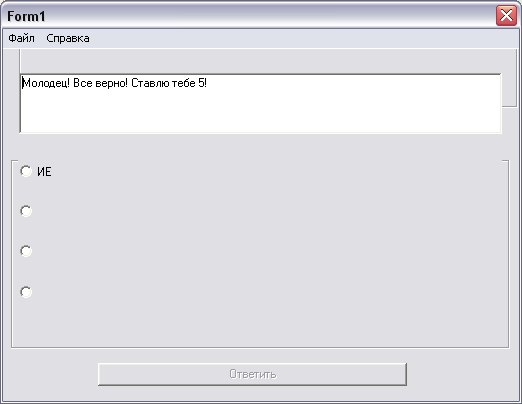 Form1
Файл Справка
Молодец! Все верно! Ставлю тебе 5!
ИЕ
Ответить